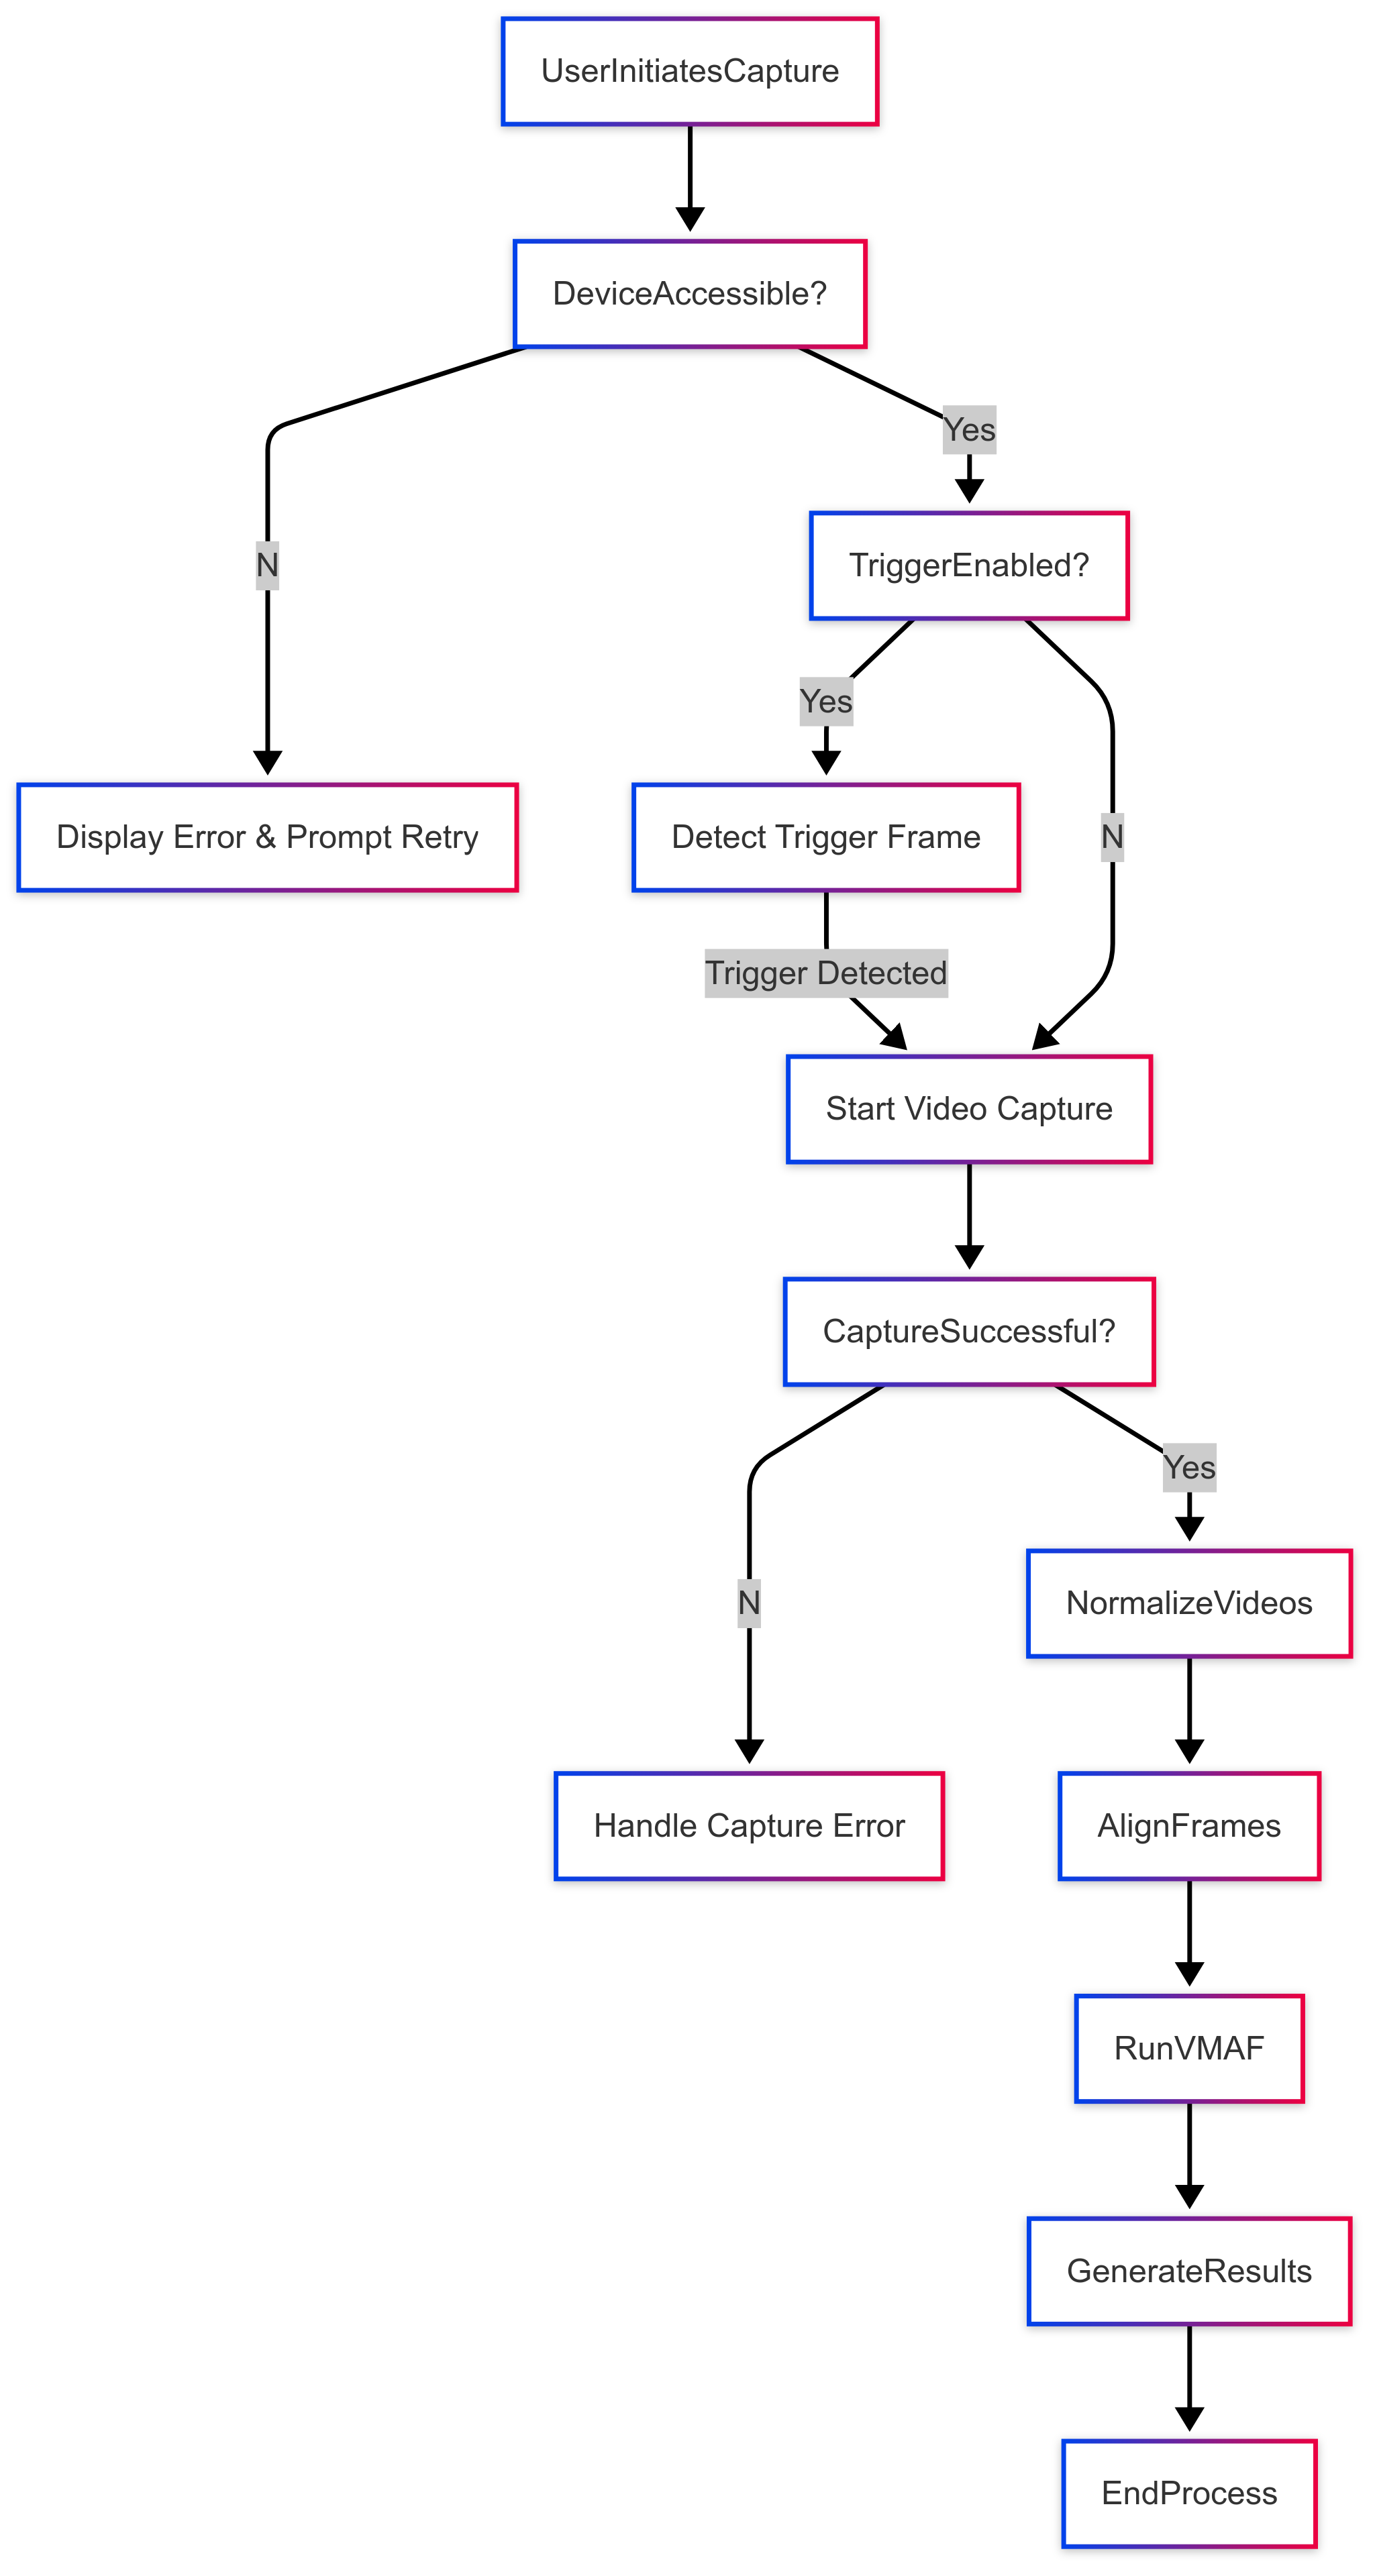 UserInitiatesCapture
DeviceAccessible?
Yes
N
TriggerEnabled?
Yes
N
Display Error & Prompt Retry
Detect Trigger Frame
Trigger Detected
Start Video Capture
CaptureSuccessful?
Yes
N
NormalizeVideos
Handle Capture Error
AlignFrames
RunVMAF
GenerateResults
EndProcess